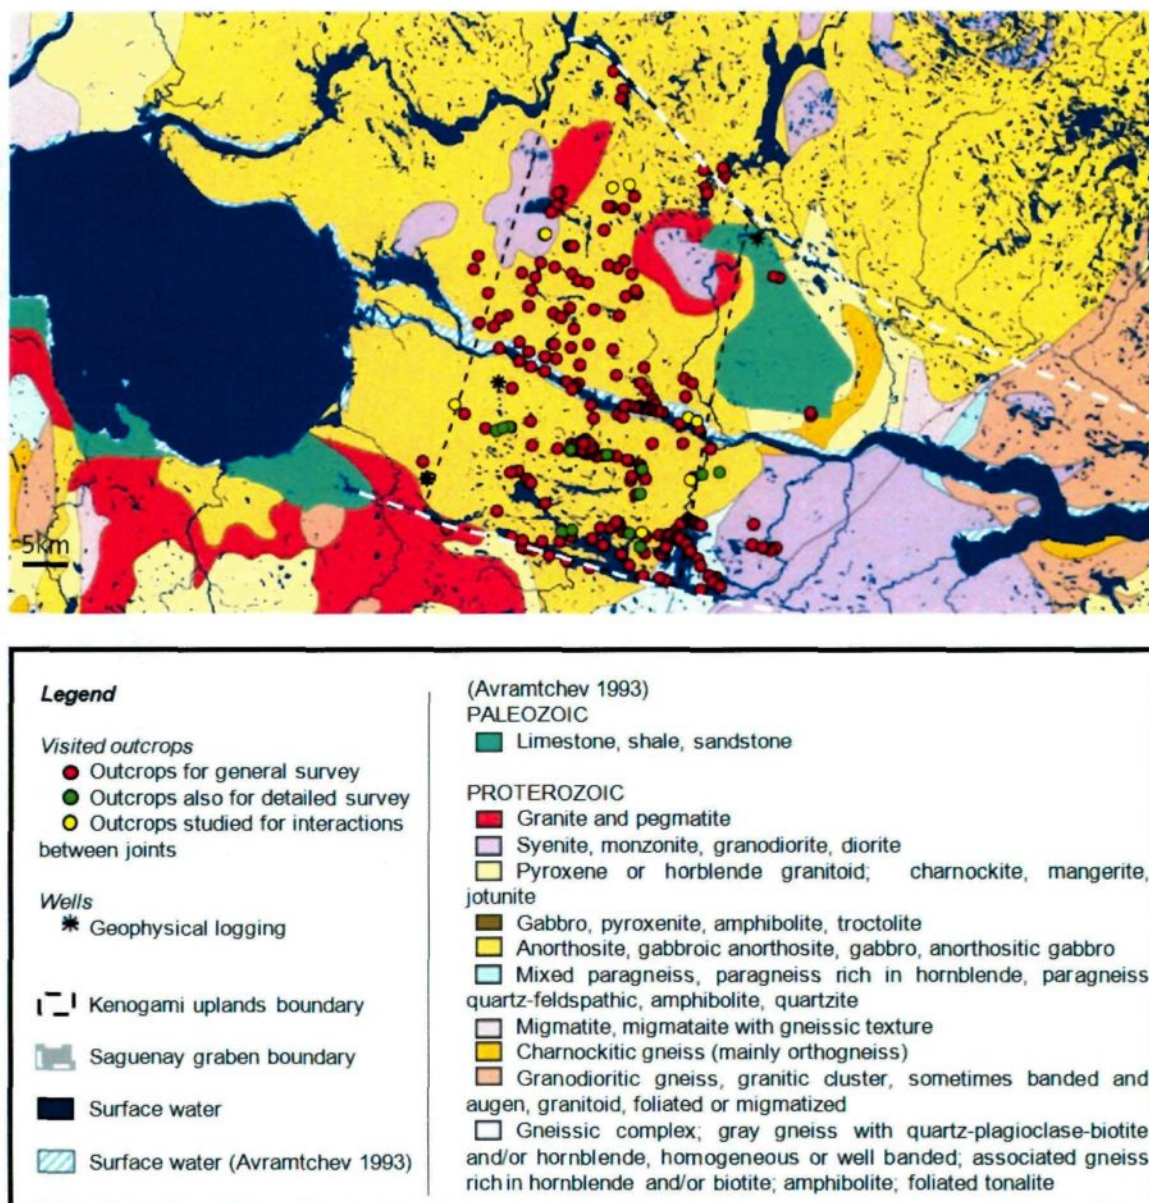 5km
Legend
Visited outcrops
Outcrops for general survey
Outcrops also for detailed survey
Outcrops studied for interactions
between joints
Wells
Geophysical logging
Kenogami uplands boundary
Saguenay graben boundary
Surface water
Surface water (Avramtchev 1993)
(Avramtchev 1993)
PALEOZOIC
Limestone, shale, sandstone
PROTEROZOIC
Granite and pegmatite
Syenite, monzonite, granodiorite, diorite
Pyroxene or horblende granitoid; charnockite, mangerite,
jotunite
Gabbro, pyroxenite, amphibolite, troctolite
Anorthosite, gabbroic anorthosite, gabbro, anorthositic gabbro
Mixed paragneiss, paragneiss rich in hornblende, paragneiss
quartz-feldspathic, amphibolite, quartzite
Migmatite, migmataite with gneissic texture
Charnockitic gneiss (mainly orthogneiss)
Granodioritic gneiss, granitic cluster, sometimes banded and
augen, granitoid, foliated or migmatized
Gneissic complex; gray gneiss with quartz-plagioclase-biotite
and/or hornblende, homogeneous or well banded; associated gneiss
rich in hornblende and/or biotite; amphibolite; foliated tonalite